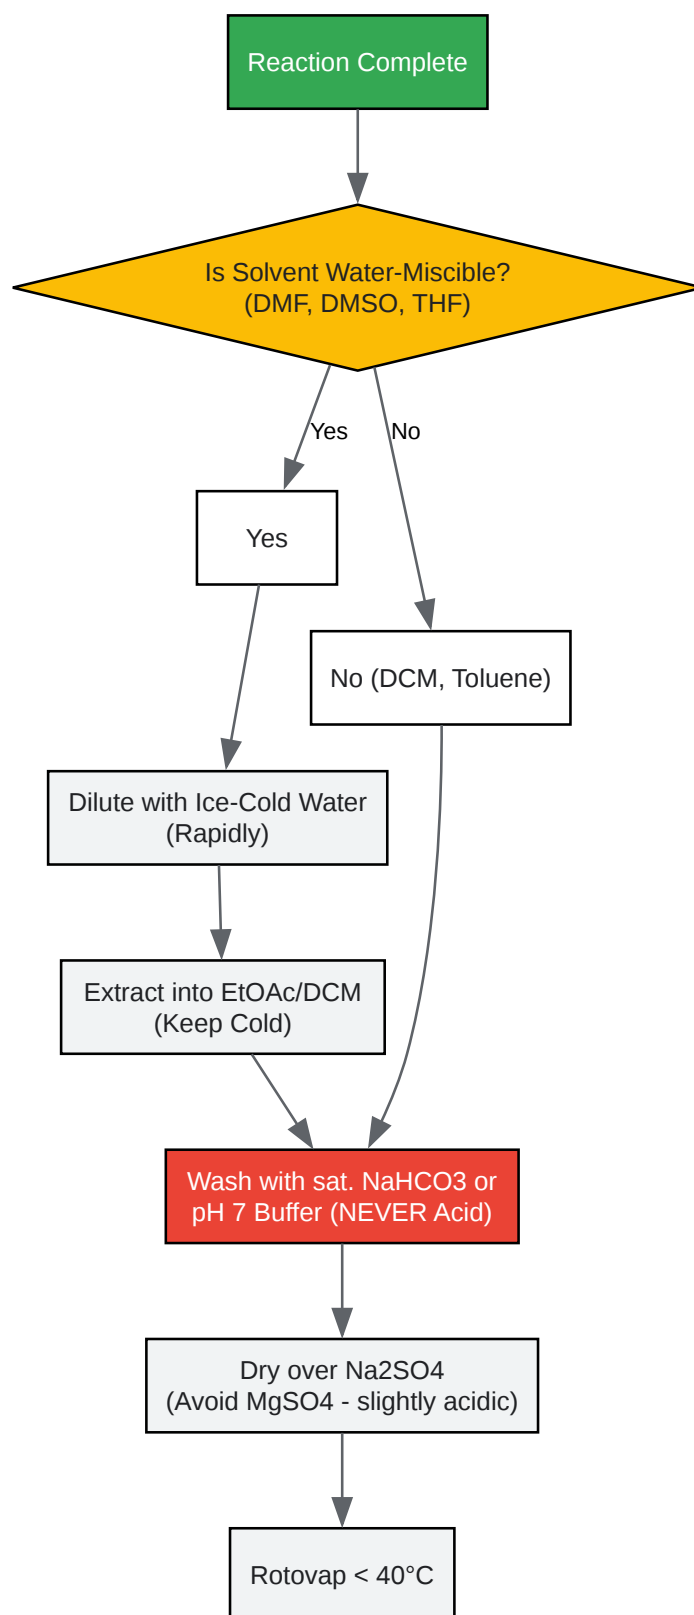 Reaction Complete
Is Solvent Water-Miscible?
(DMF, DMSO, THF)
Yes
No
Yes
No (DCM, Toluene)
Dilute with Ice-Cold Water
(Rapidly)
Extract into EtOAc/DCM
(Keep Cold)
Wash with sat. NaHCO3 or
pH 7 Buffer (NEVER Acid)
Dry over Na2SO4
(Avoid MgSO4 - slightly acidic)
Rotovap < 40°C